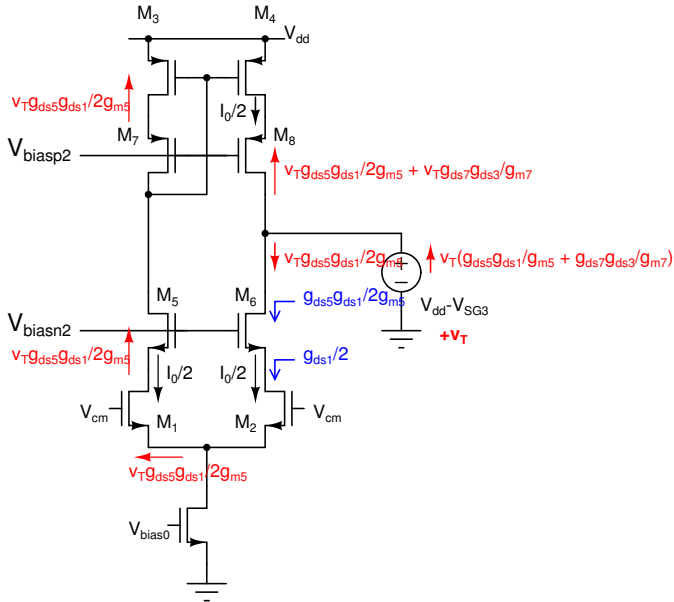 M3
M4
Vdd
vTgds5gds1/2gm5
I0/2
M7
M8
Vbiasp2
vTgds5gds1/2gm5 + vTgds7gds3/gm7
vTgds5gds1/2gm5
vT(gds5gds1/gm5 + gds7gds3/gm7)
M5
M6
gds5gds1/2gm5
Vdd-VSG3
+vT
Vbiasn2
vTgds5gds1/2gm5
gds1/2
I0/2
I0/2
Vcm
M1
M2
Vcm
vTgds5gds1/2gm5
Vbias0